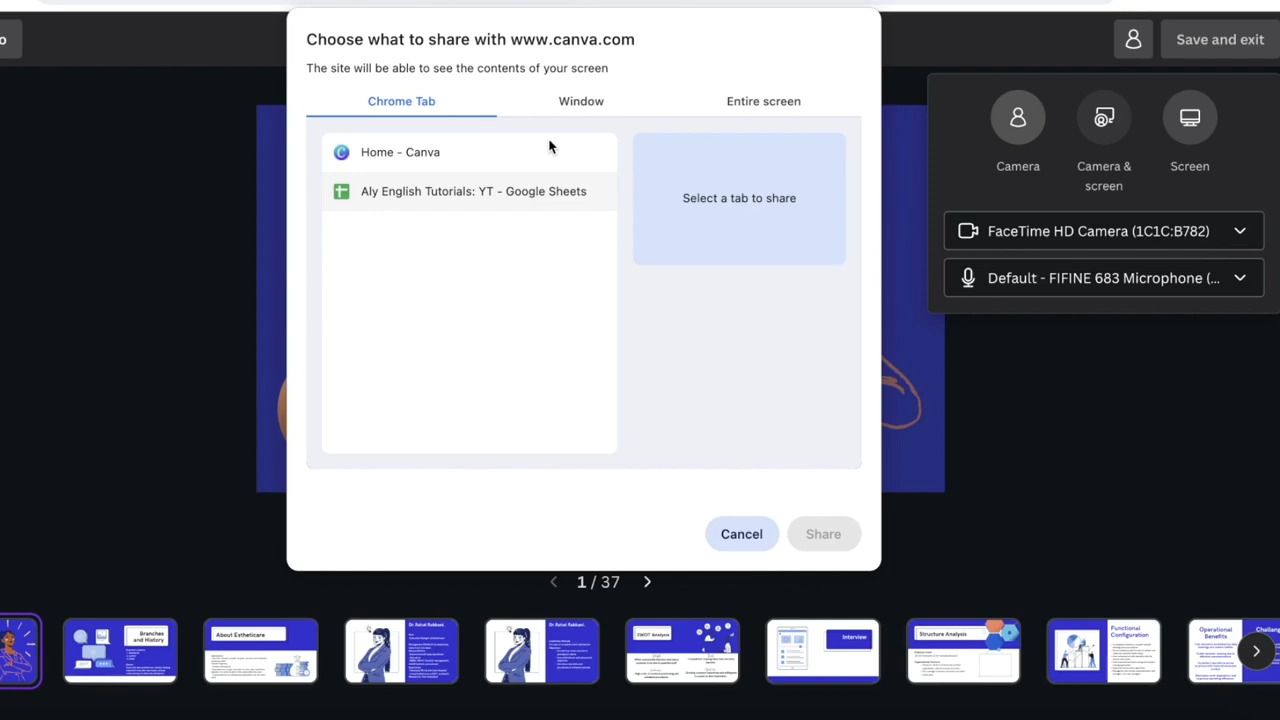 o
Choose what to share with www.canva.com
The site will be able to see the contents of your screen
Chrome Tab
Window
Entire screen
Home - Canva
Aly English Tutorials: YT - Google Sheets
Select a tab to share
Cancel
Share
Save and exit
Camera
Camera & screen
Screen
FaceTime HD Camera (1C1C:B782)
Default - FIFINE 683 Microphone (...
1 / 37
Branches
and History
About Estheticare
Dr. Rahat Rabbani.
Dr. Rahat Rabbani.
SWOT Analysis
Interview
Structure Analysis
Functional
Configuration
Operational
Benefits
Challeng